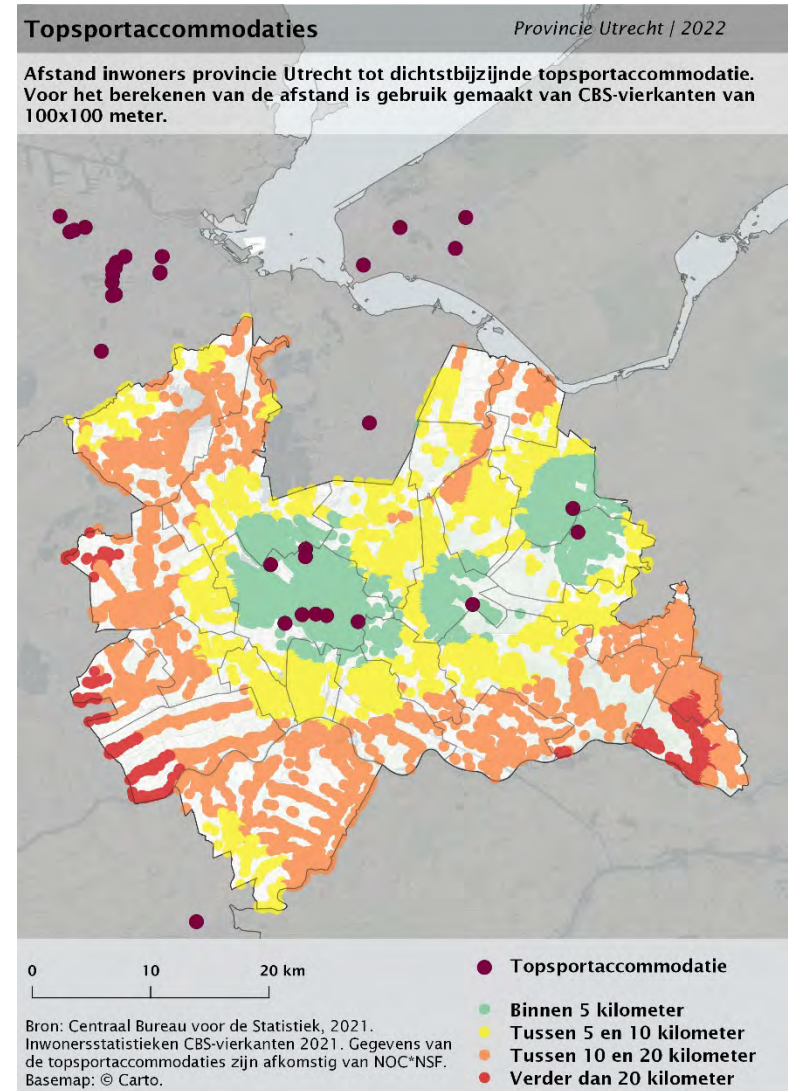 Topsportaccommodaties
Provincie Utrecht | 2022
Afstand inwoners provincie Utrecht tot dichtstbijzijnde topsportaccommodatie.
Voor het berekenen van de afstand is gebruik gemaakt van CBS-vierkanten van
100x100 meter.
0 10 20 km
Bron: Centraal Bureau voor de Statistiek, 2021.
Inwonersstatistieken CBS-vierkanten 2021. Gegevens van
de topsportaccommodaties zijn afkomstig van NOC*NSF.
Basemap: © Carto.
Topsportaccommodatie
Binnen 5 kilometer
Tussen 5 en 10 kilometer
Tussen 10 en 20 kilometer
Verder dan 20 kilometer